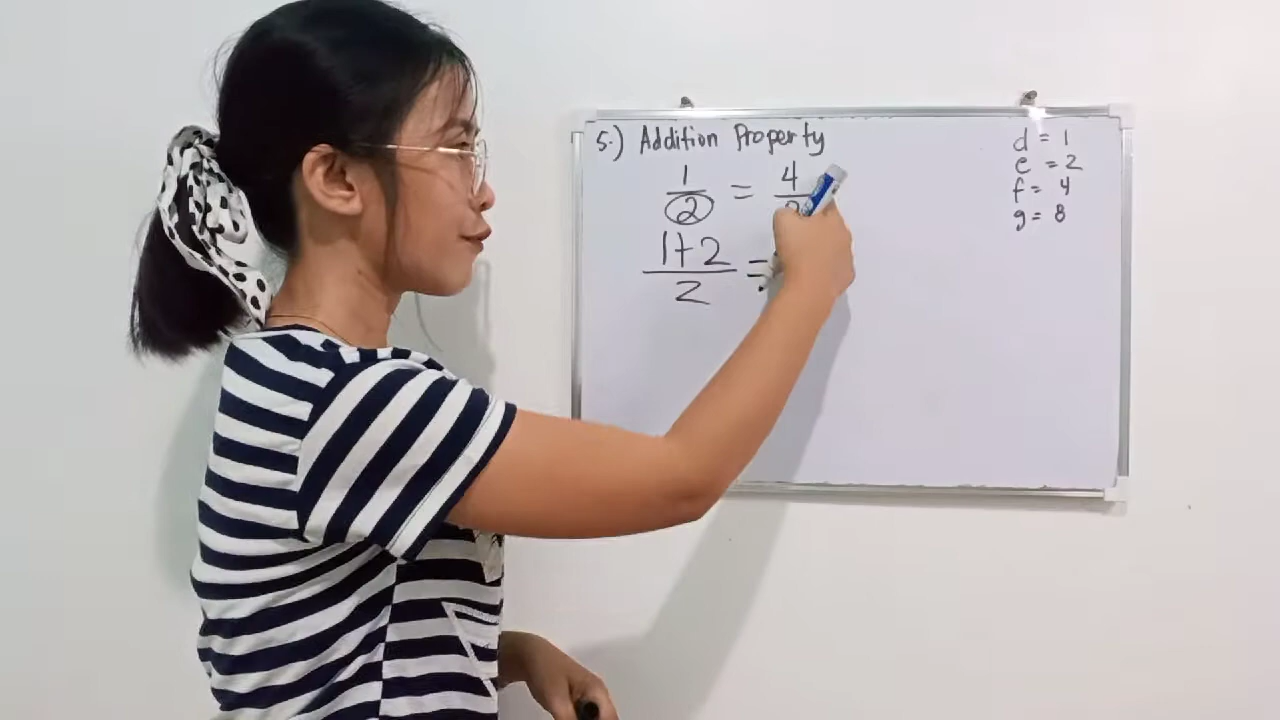 5.) Addition Property
1/2 = 4/
1+2/2 =
d = 1
e = 2
f = 4
g = 8